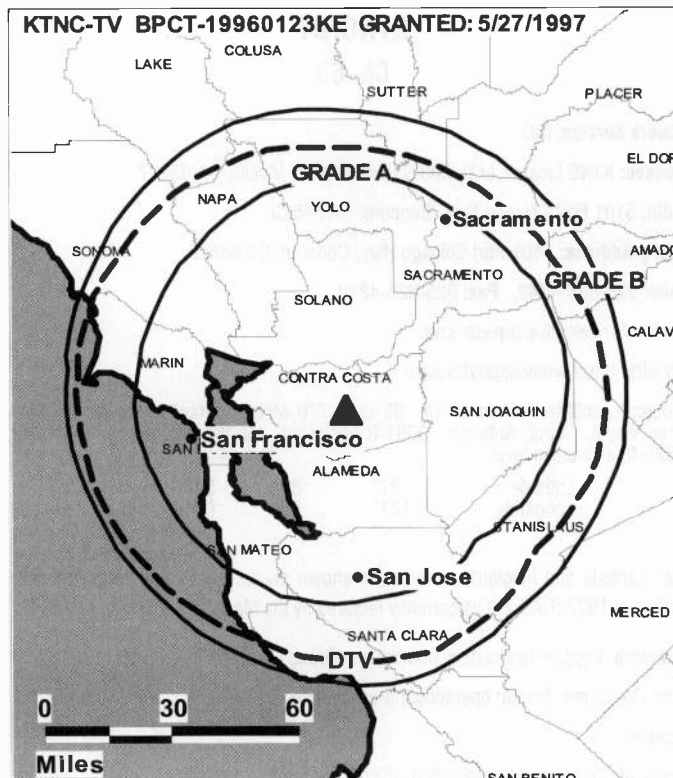 KTNC-TV BPCT-19960123KE GRANTED: 5/27/1997
COLUSA
LAKE
SUTTER
PLACER
EL DOR
GRADE A
NAPA
YOLO
Sacramento
SONOMA
AMADO
SACRAMENTO
GRADE B
SOLANO
CALAV
MARIN
CONTRA COSTA
SAN JOAQUIN
SAN
San Francisco
ALAMEDA
STANISLAUS
SAN MATEO
San Jose
MERCED
SANTA CLARA
DTV
0 30 60
Miles
SAN BENITO